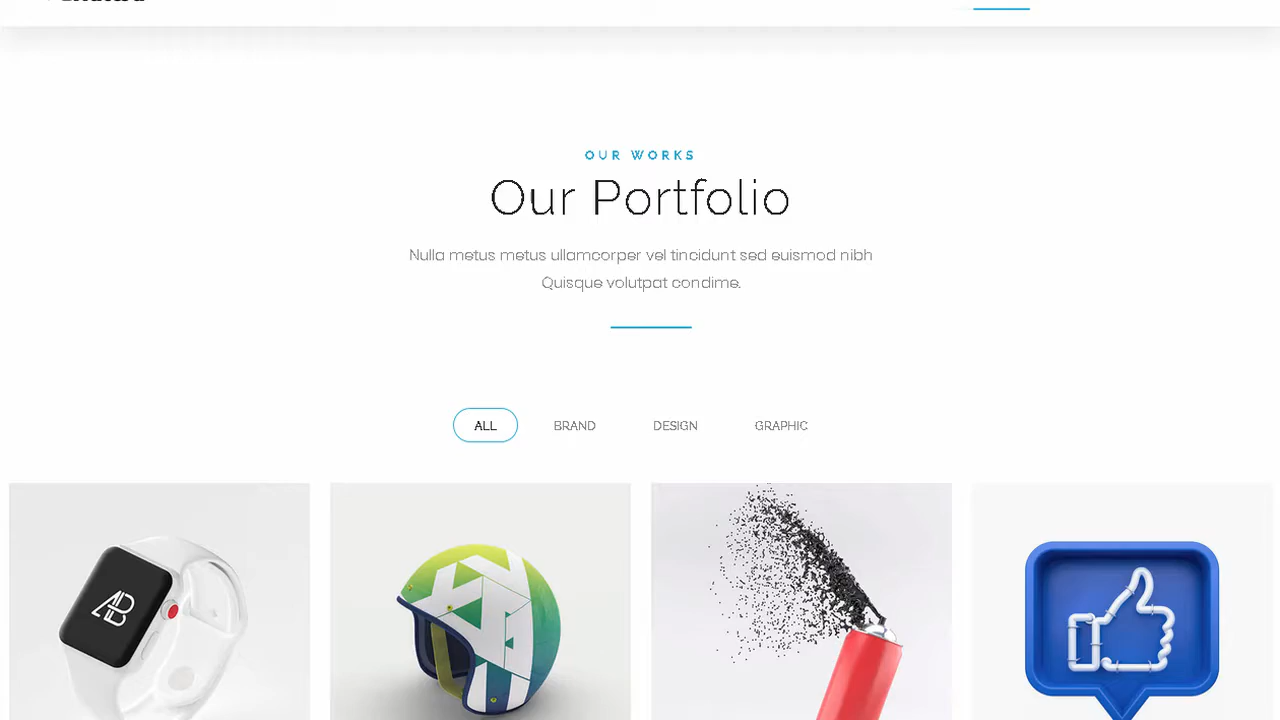 OUR WORKS
Our Portfolio
Nulla metus metus ullamcorper vel tincidunt sed euismod nibh
Quisque volutpat condime.
ALL BRAND DESIGN GRAPHIC